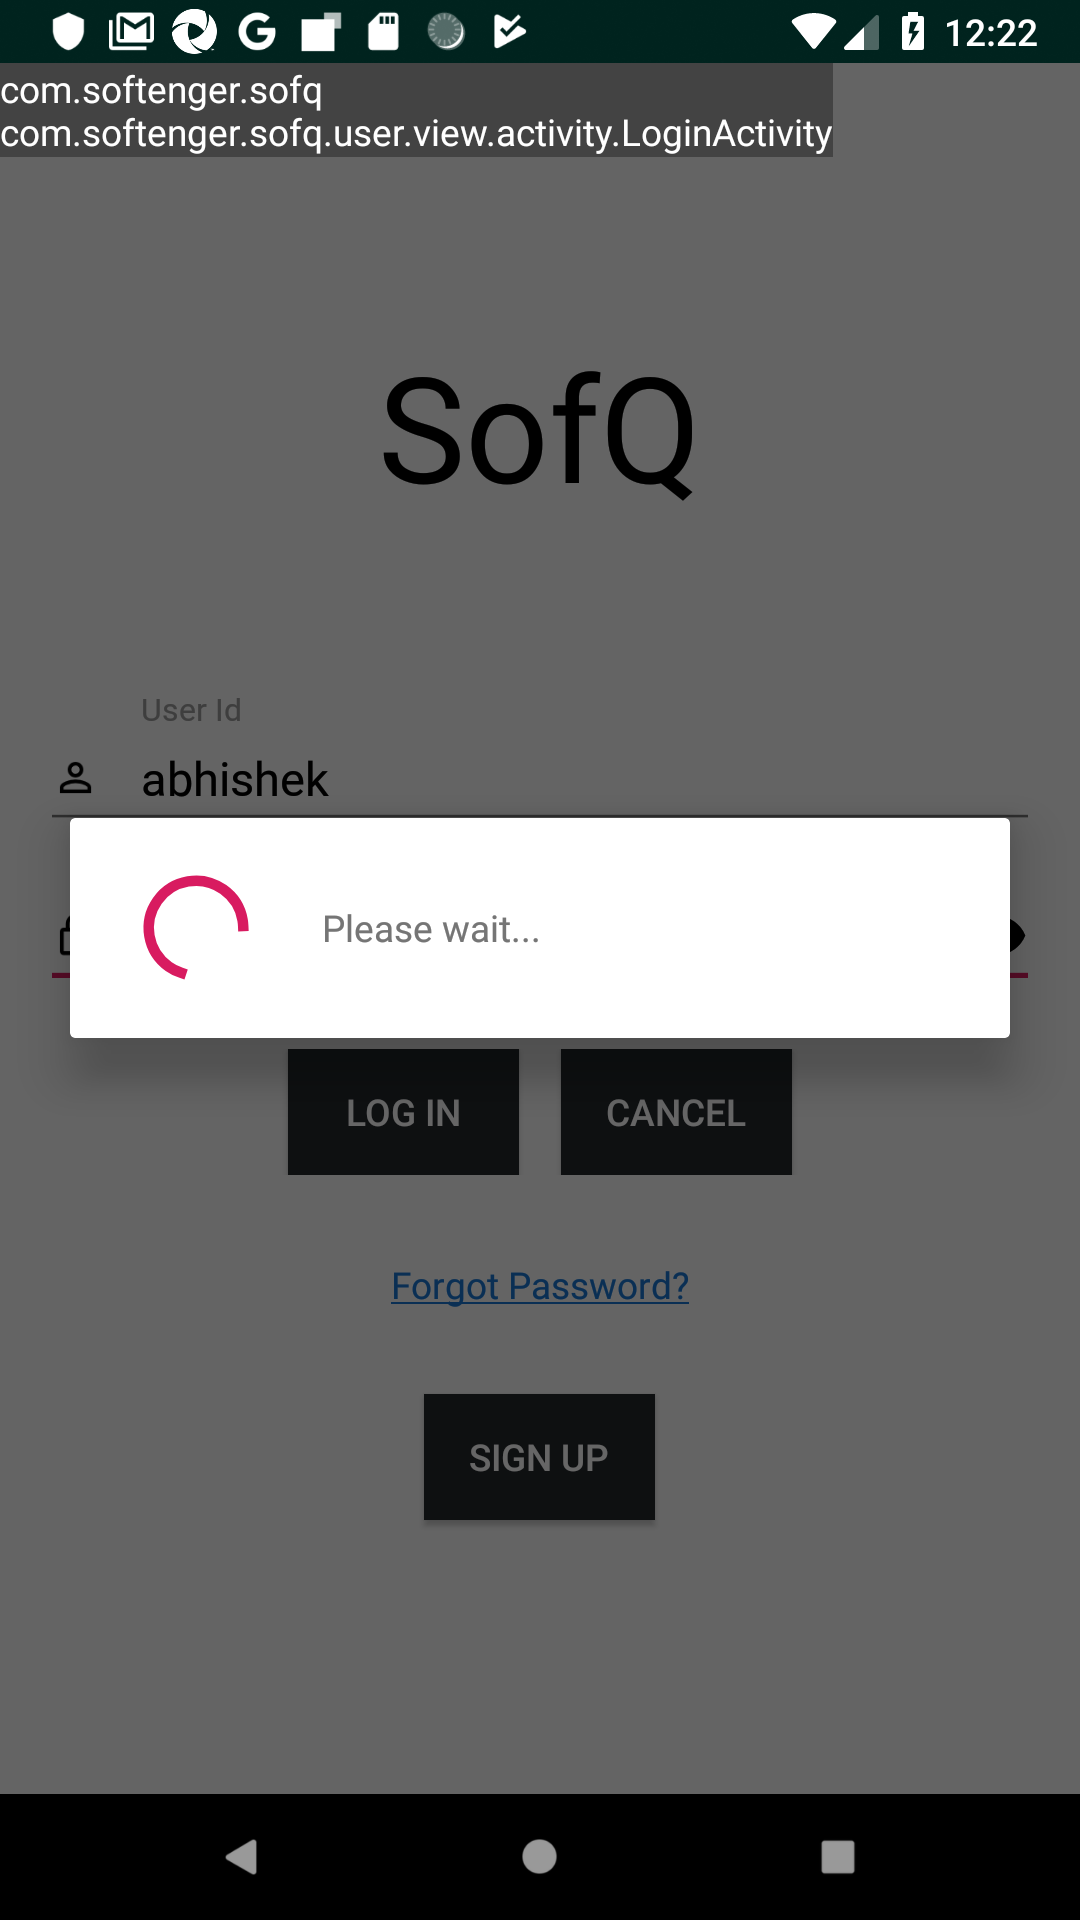 12:22
com.softenger.sofq
com.softenger.sofq.user.view.activity.LoginActivity
SofQ
User Id
abhishek
Please wait...
LOG IN CANCEL
Forgot Password?
SIGN UP